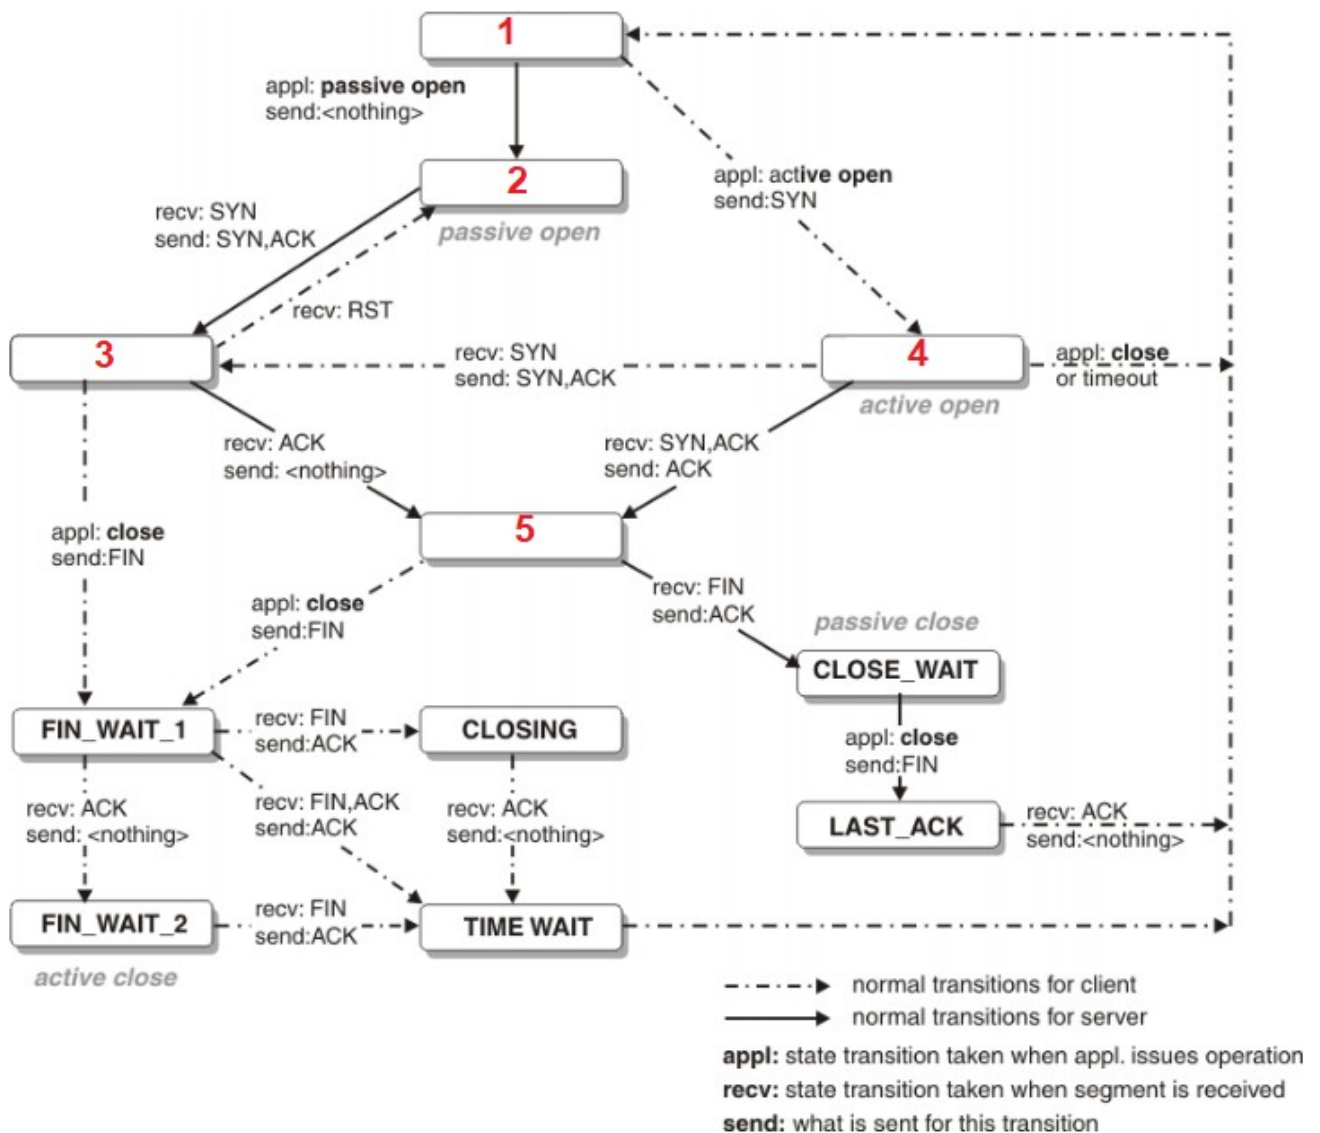 1
appl: passive open
send:<nothing>
2
passive open
appl: active open
send:SYN
recv: SYN
send: SYN,ACK
recv: RST
3
recv: SYN
send: SYN,ACK
4
active open
appl: close
or timeout
recv: ACK
send: <nothing>
recv: SYN,ACK
send: ACK
5
appl: close
send:FIN
appl: close
send:FIN
recv: FIN
send:ACK
passive close
CLOSE_WAIT
appl: close
send:FIN
LAST_ACK
recv: ACK
send:<nothing>
FIN_WAIT_1
recv: FIN
send:ACK
CLOSING
recv: ACK
send: <nothing>
recv: FIN,ACK
send:ACK
recv: ACK
send:<nothing>
FIN_WAIT_2
recv: FIN
send:ACK
TIME WAIT
active close
normal transitions for client
normal transitions for server
appl: state transition taken when appl. issues operation
recv: state transition taken when segment is received
send: what is sent for this transition